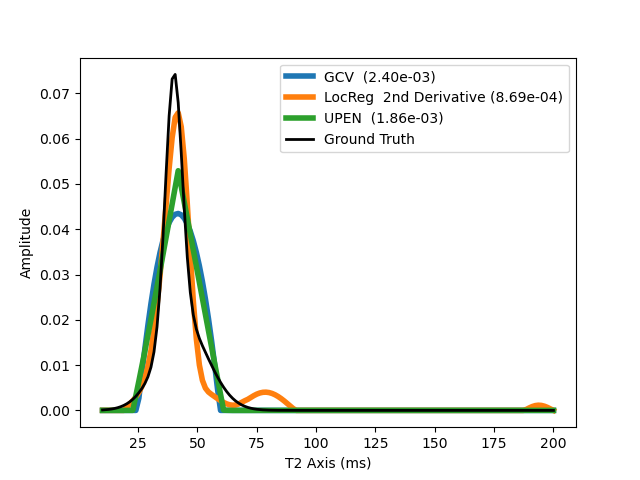 GCV (2.40e-03)
LocReg 2nd Derivative (8.69e-04)
UPEN (1.86e-03)
Ground Truth
0.07
0.06
0.05
0.04
0.03
0.02
0.01
0.00
Amplitude
25 50 75 100 125 150 175 200
T2 Axis (ms)